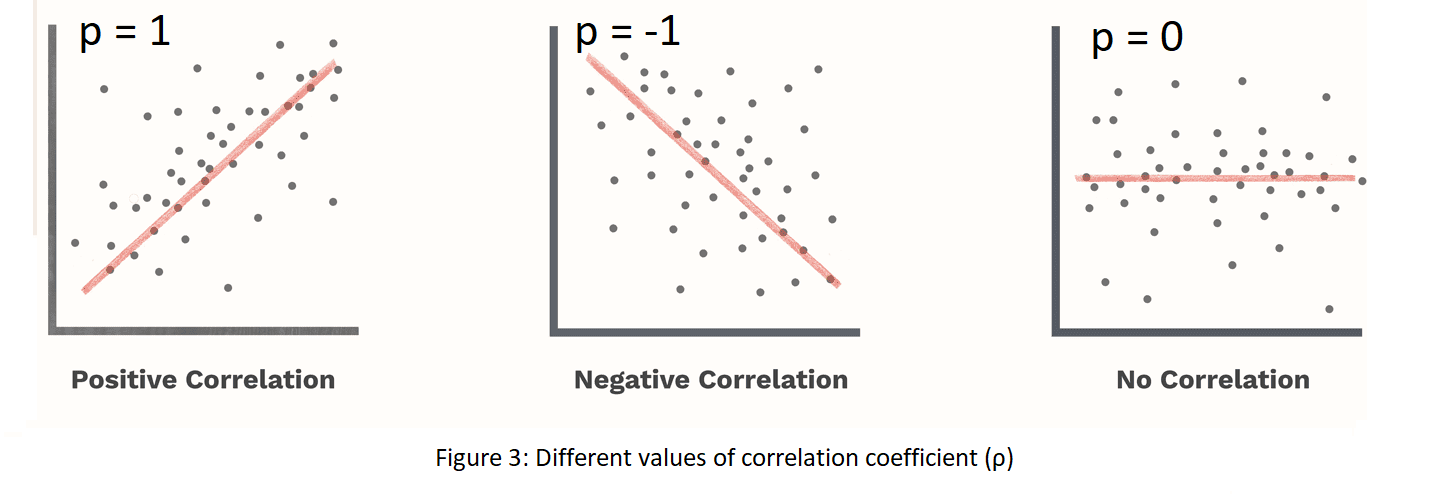 p = 1
p = -1
p = 0
Positive Correlation
Negative Correlation
No Correlation
Figure 3: Different values of correlation coefficient (ρ)